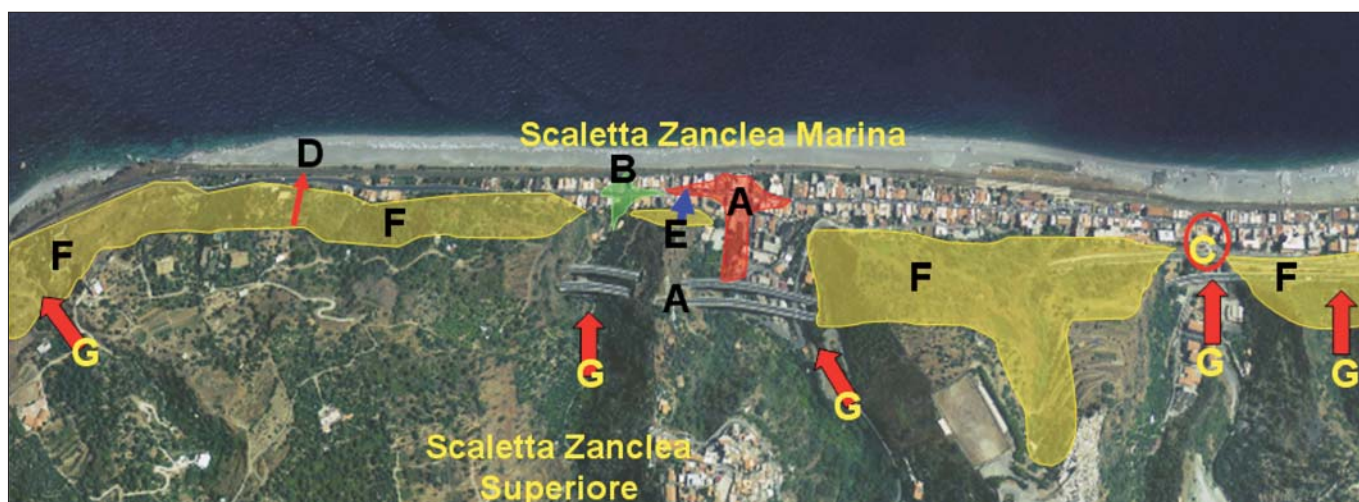 Scaletta Zanclea Marina
D
B
A
F
F
E
C
F
F
A
G
G
G
G
G
Scaletta Zanclea
Superiore